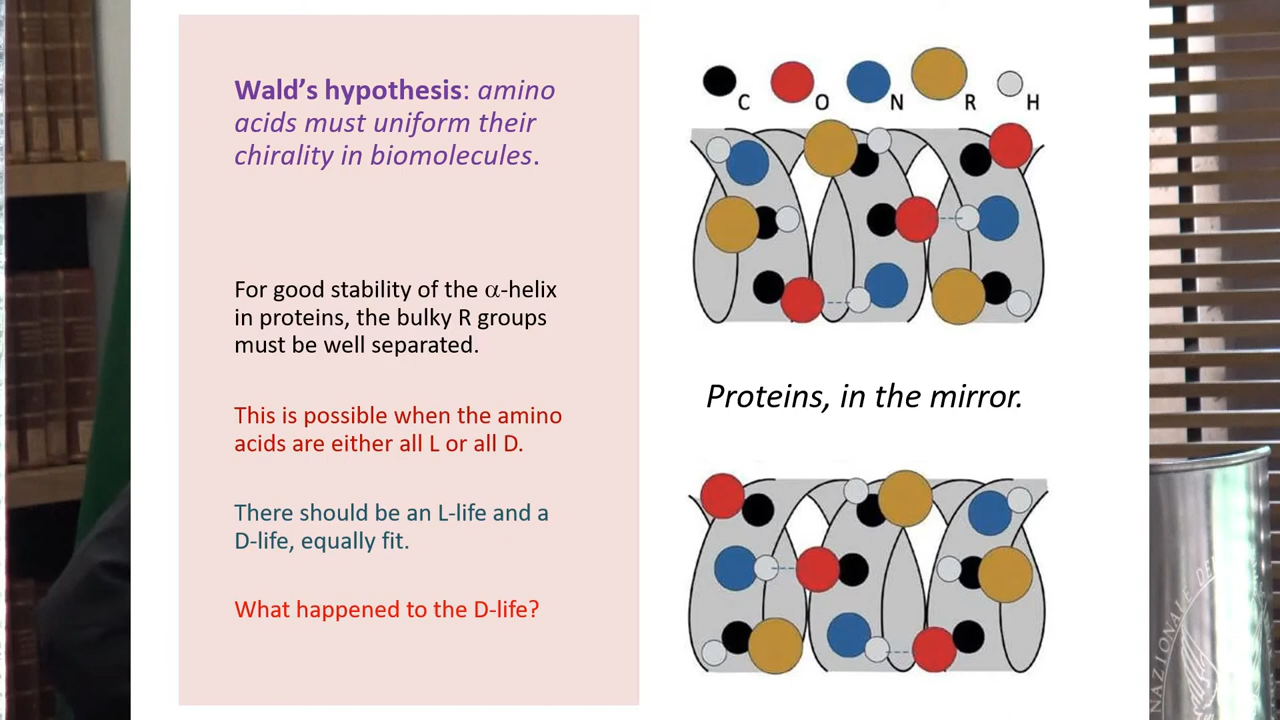 Wald's hypothesis: amino
acids must uniform their
chirality in biomolecules.
For good stability of the α-helix
in proteins, the bulky R groups
must be well separated.
This is possible when the amino
acids are either all L or all D.
There should be an L-life and a
D-life, equally fit.
What happened to the D-life?
C O N R H
Proteins, in the mirror.
NAZIONALE DE